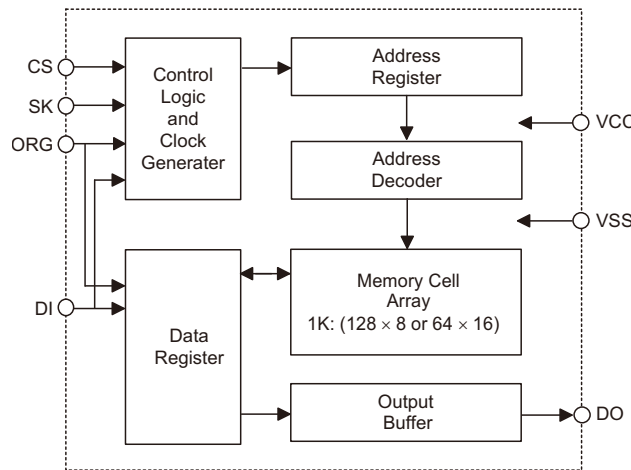 CS
SK
ORG
DI
Control
Logic
and
Clock
Generater
Address
Register
Address
Decoder
VCC
VSS
Data
Register
Memory Cell
Array
1K: (128 × 8 or 64 × 16)
Output
Buffer
DO